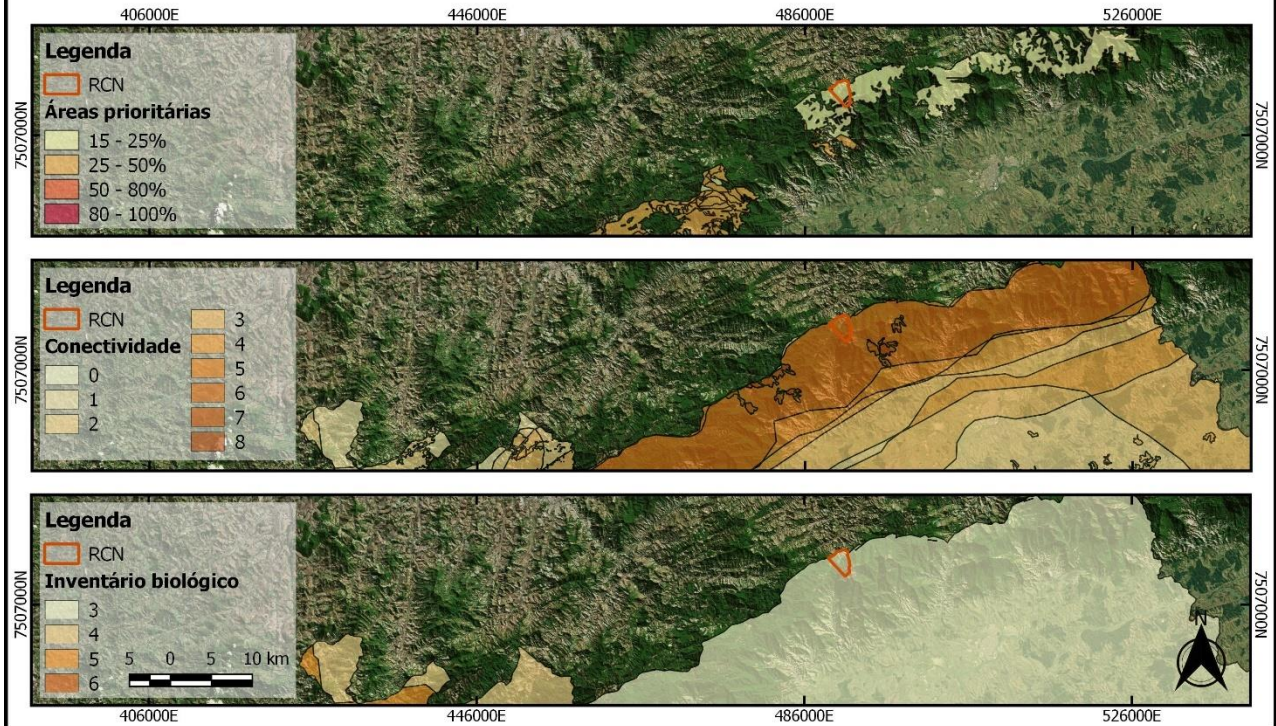 406000E 446000E 486000E 526000E
Legenda
RCN
Áreas prioritárias
15 - 25%
25 - 50%
50 - 80%
80 - 100%
7507000N
7507000N
Legenda
RCN
Conectividade
0
1
2
3
4
5
6
7
8
7507000N
7507000N
Legenda
RCN
Inventário biológico
3
4
5
6
5 0 5 10 km
7507000N
7507000N
N
406000E 446000E 486000E 526000E